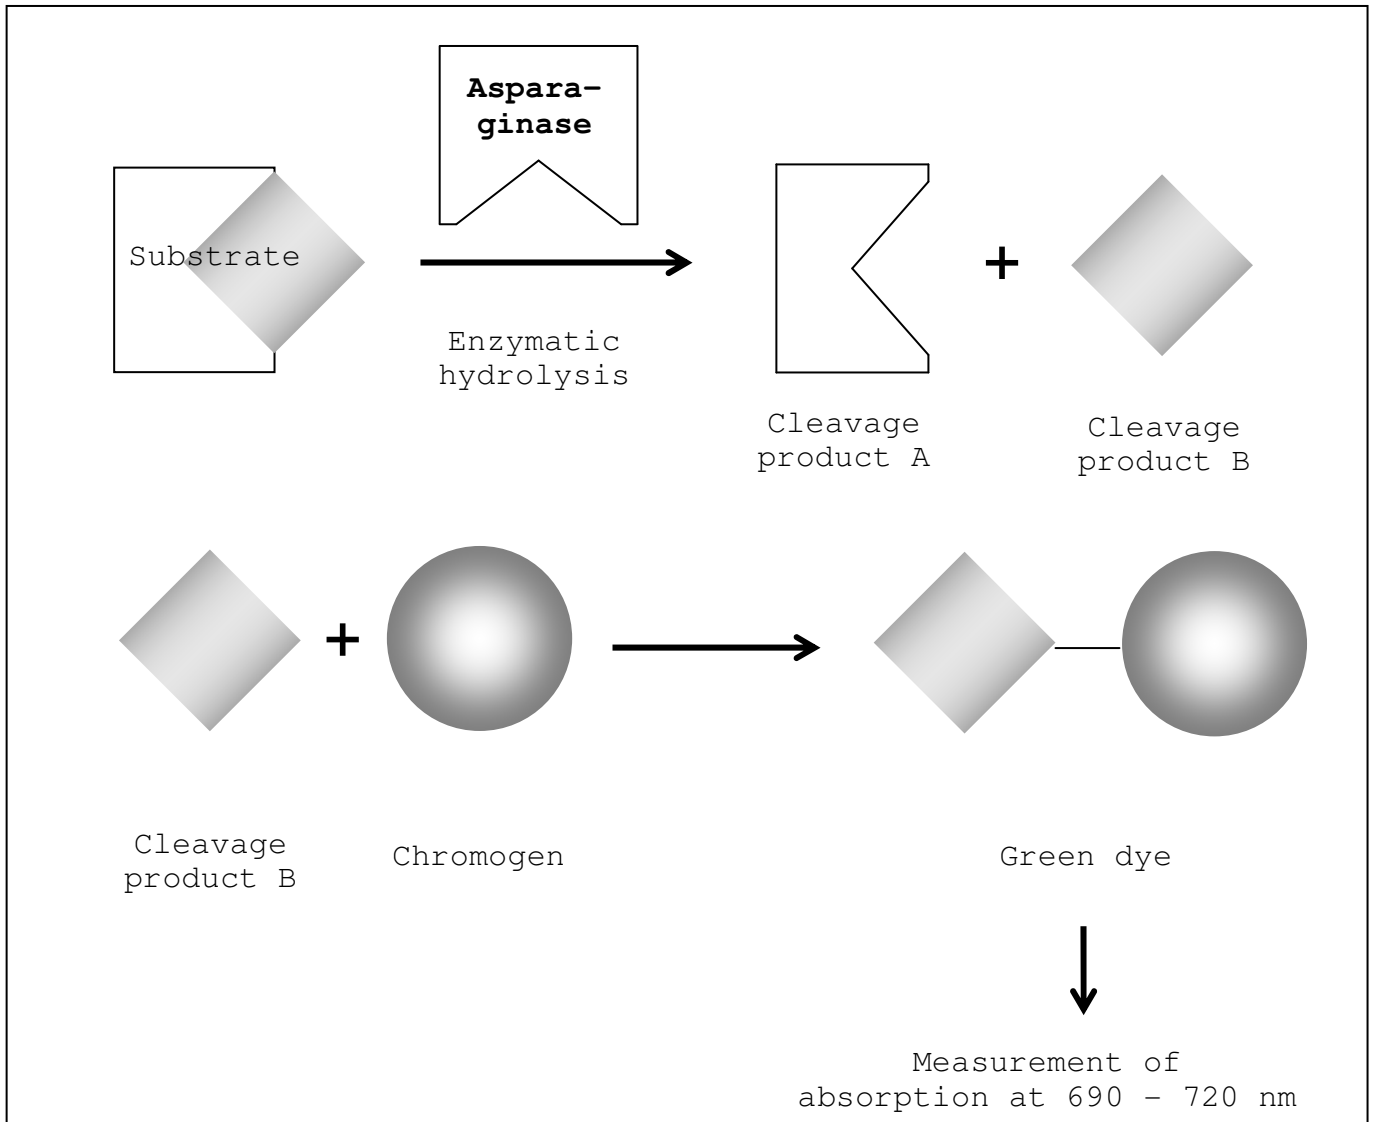 Aspara-
ginase
Substrate
+
Enzymatic
hydrolysis
Cleavage
product A
Cleavage
product B
+
Cleavage
product B
Chromogen
Green dye
Measurement of
absorption at 690 – 720 nm